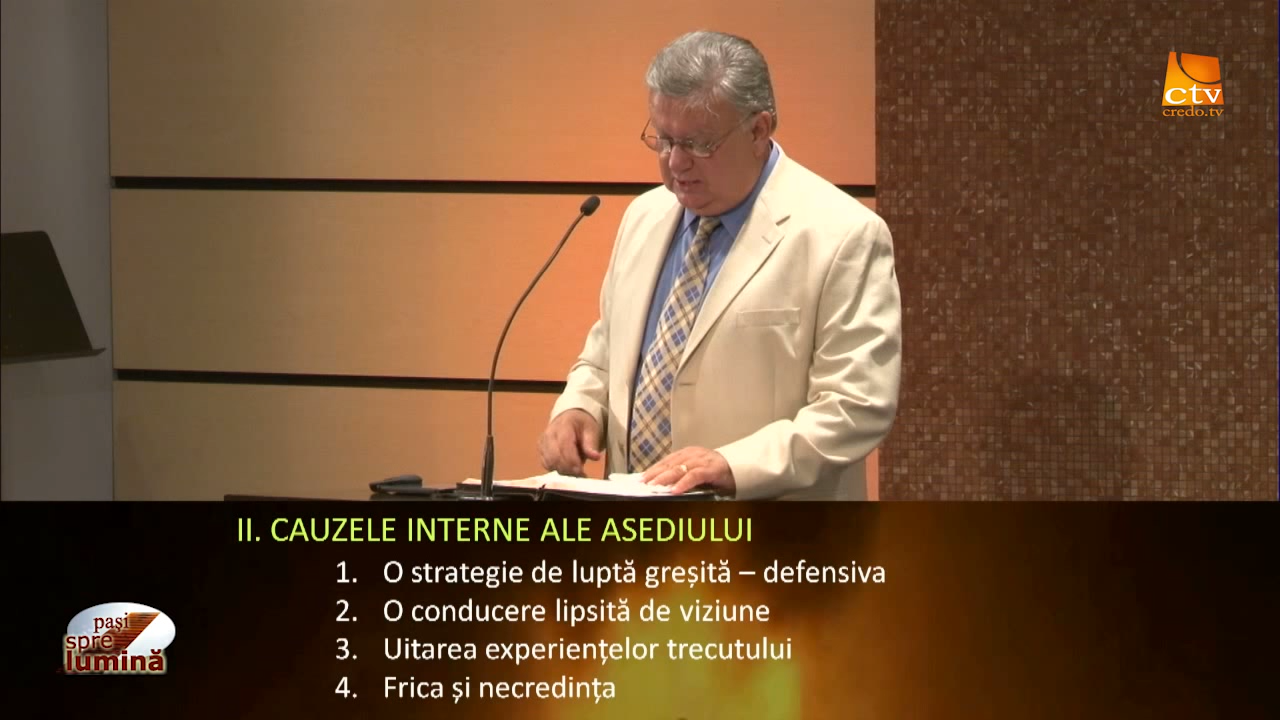 ctv
credo.tv
II. CAUZELE INTERNE ALE ASEDIULUI
1. O strategie de luptă greșită – defensiva
2. O conducere lipsită de viziune
3. Uitarea experiențelor trecutului
4. Frica și necredința
pași
spre
lumină